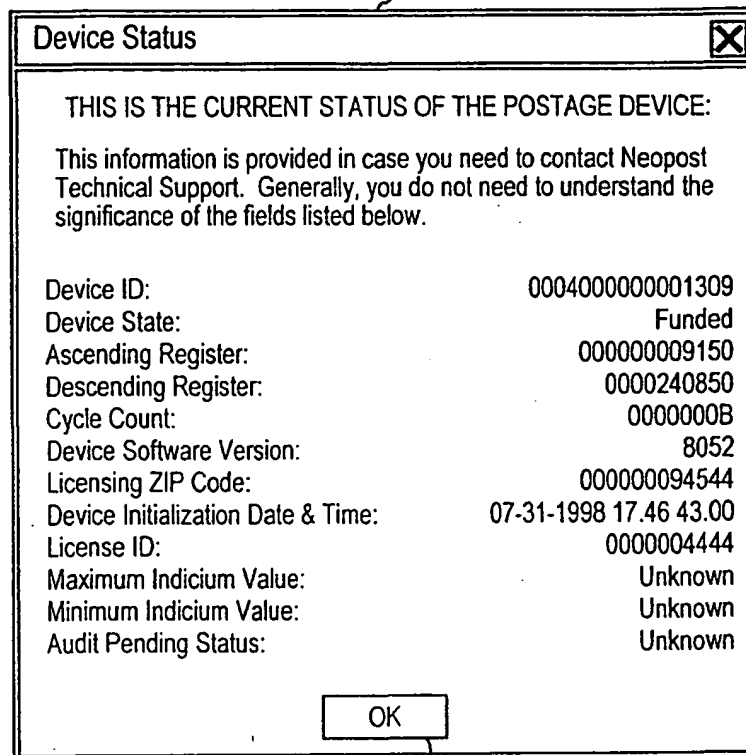 Device Status
THIS IS THE CURRENT STATUS OF THE POSTAGE DEVICE:
This information is provided in case you need to contact Neopost
Technical Support. Generally, you do not need to understand the
significance of the fields listed below.
Device ID: 0004000000001309
Device State: Funded
Ascending Register: 000000009150
Descending Register: 0000240850
Cycle Count: 0000000B
Device Software Version: 8052
Licensing ZIP Code: 000000094544
Device Initialization Date & Time: 07-31-1998 17.46 43.00
License ID: 0000004444
Maximum Indicium Value: Unknown
Minimum Indicium Value: Unknown
Audit Pending Status: Unknown
OK